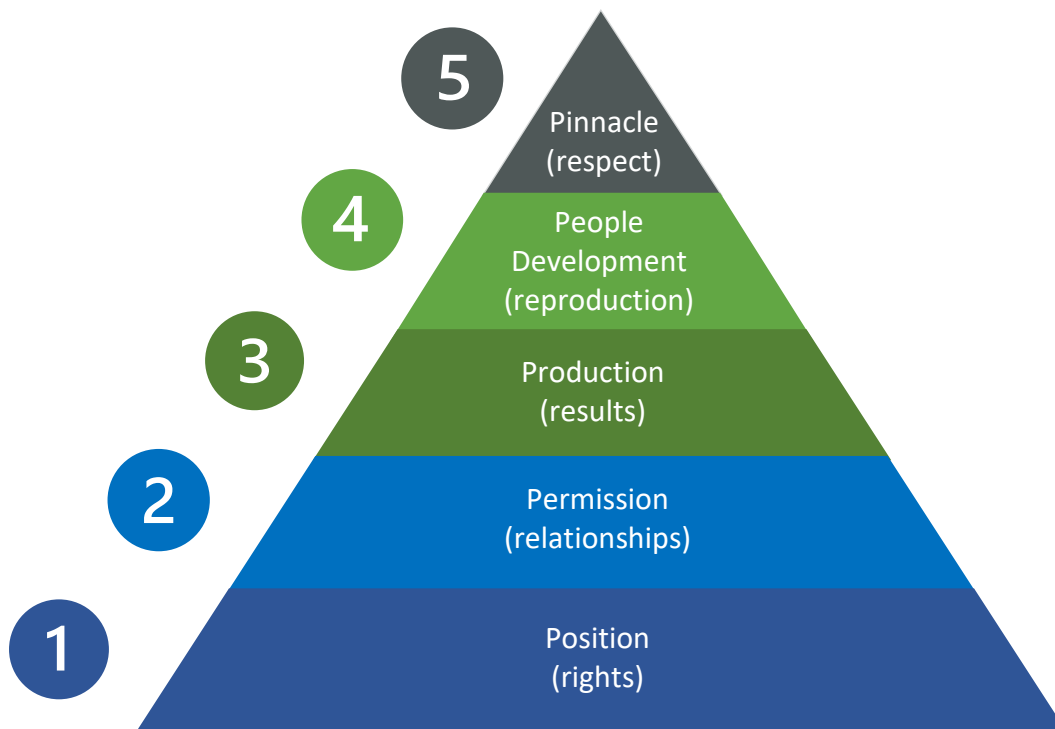 5
Pinnacle
(respect)
4
People
Development
(reproduction)
3
Production
(results)
2
Permission
(relationships)
1
Position
(rights)